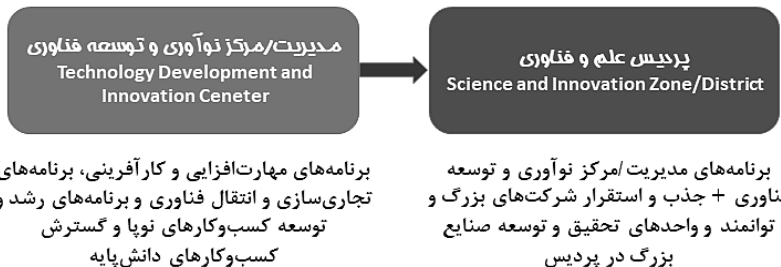 مدیریت/مرکز نوآوری و توسعه فناوری
Technology Development and
Innovation Ceneter
پردیس علم و فناوری
Science and Innovation Zone/District
برنامه‌های مهارت‌افزایی و کارآفرینی، برنامه‌های
تجاری‌سازی و انتقال فناوری و برنامه‌های رشد و
توسعه کسب‌وکارهای نوپا و گسترش
کسب‌وکارهای دانش‌پایه
برنامه‌های مدیریت/مرکز نوآوری و توسعه
ناوری + جذب و استقرار شرکت‌های بزرگ و
توانمند و واحدهای تحقیق و توسعه صنایع
بزرگ در پردیس